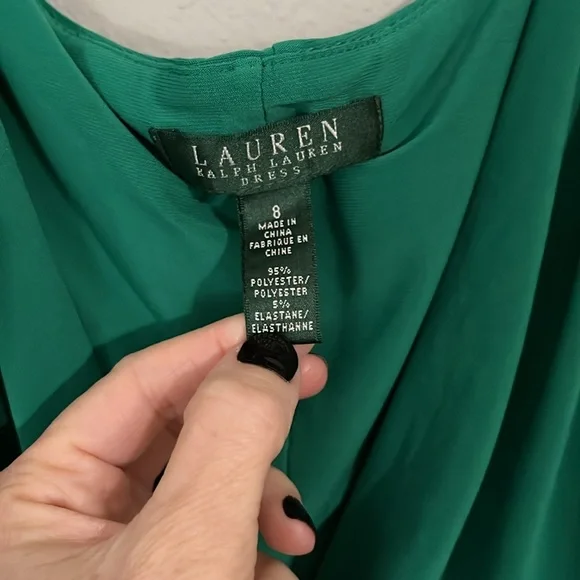 LAUREN
RALPH LAUREN
DRESS
8
MADE IN
CHINA
FABRIQUE EN
CHINE
95%
POLYESTER/
POLYESTER
5%
ELASTANE/
ELASTHANNE